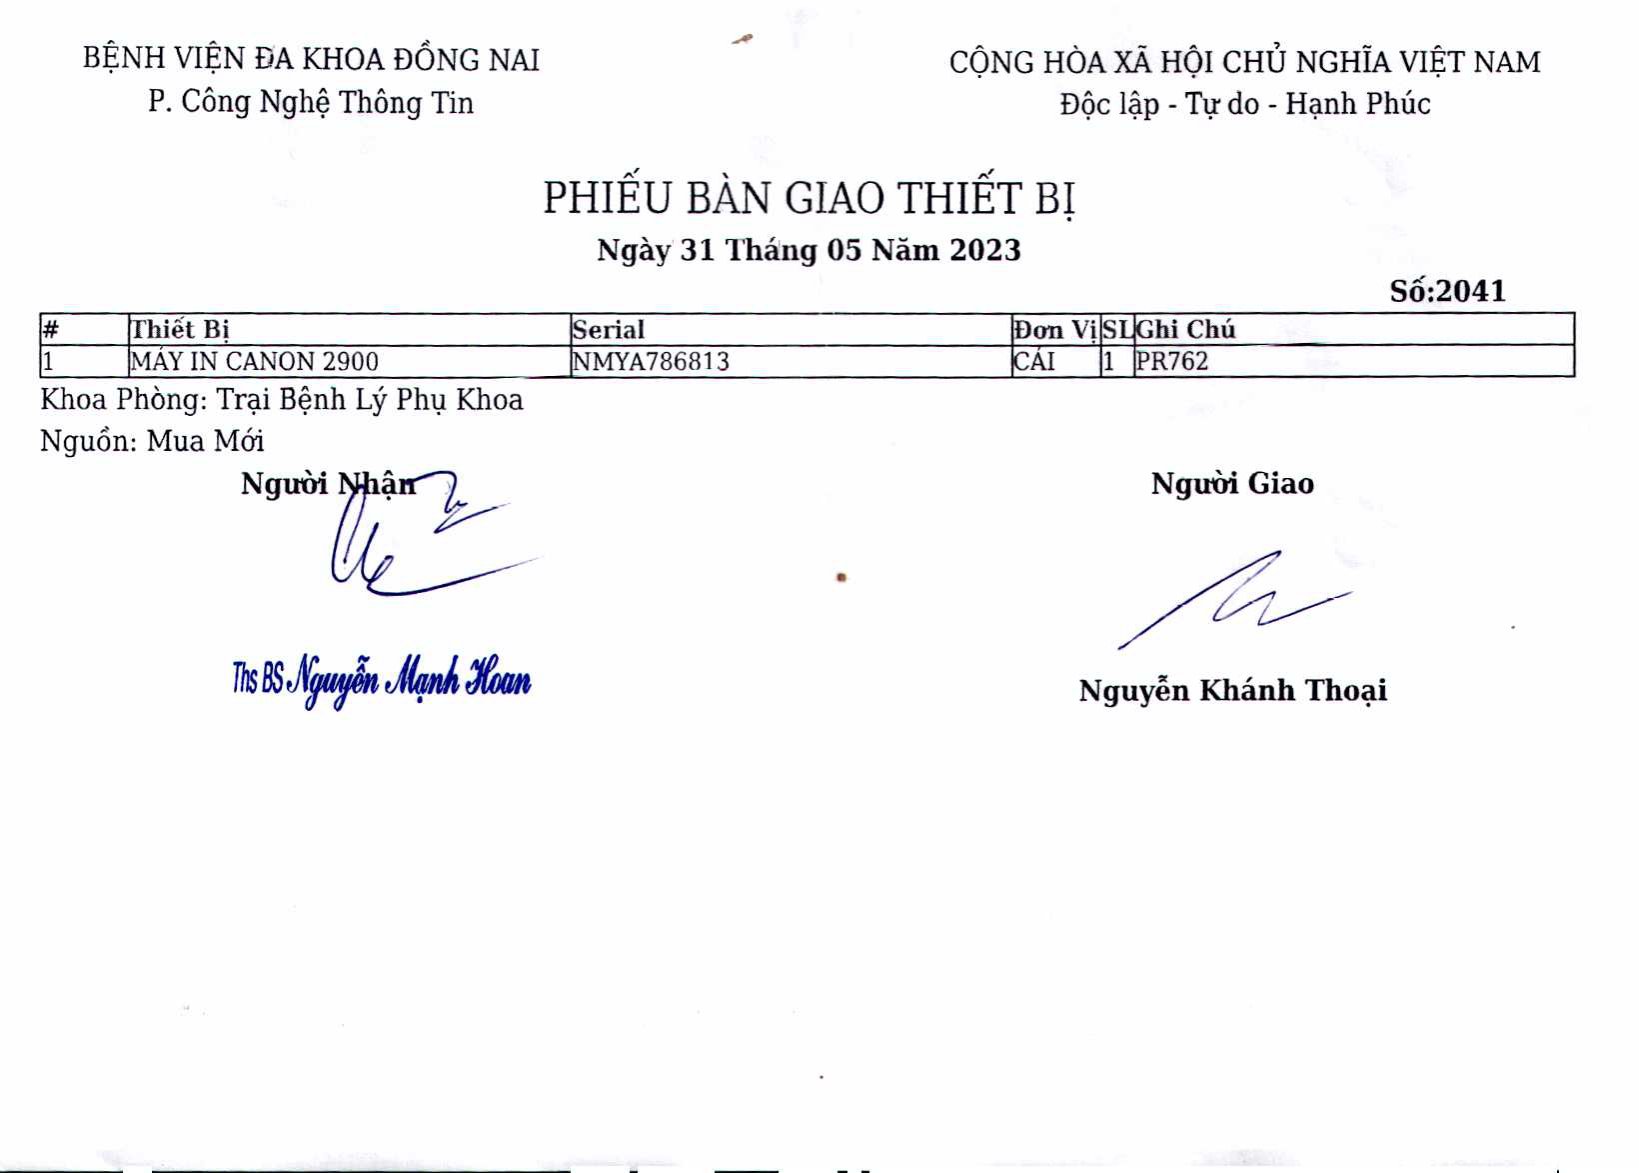 BỆNH VIỆN ĐA KHOA ĐỒNG NAI
P. Công Nghệ Thông Tin
CỘNG HÒA XÃ HỘI CHỦ NGHĨA VIỆT NAM
Độc lập - Tự do - Hạnh Phúc
PHIẾU BÀN GIAO THIẾT BỊ
Ngày 31 Tháng 05 Năm 2023
Số:2041
# Thiết Bị Serial Đơn Vị SL Ghi Chú
1 MÁY IN CANON 2900 NMYA786813 CÁI 1 PR762
Khoa Phòng: Trại Bệnh Lý Phụ Khoa
Nguồn: Mua Mới
Người Nhận Người Giao
Ths BS Nguyễn Mạnh Hoan
Nguyễn Khánh Thoại